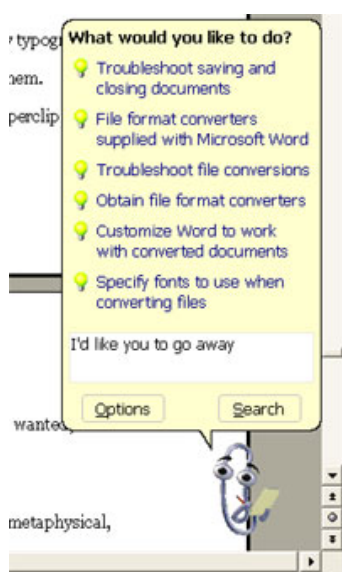 typogr
What would you like to do?
Troubleshoot saving and
closing documents
hem.
File format converters
supplied with Microsoft Word
perclip
Troubleshoot file conversions
Obtain file format converters
Customize Word to work
with converted documents
Specify fonts to use when
converting files
I'd like you to go away
Options
Search
wanted,
metaphysical,